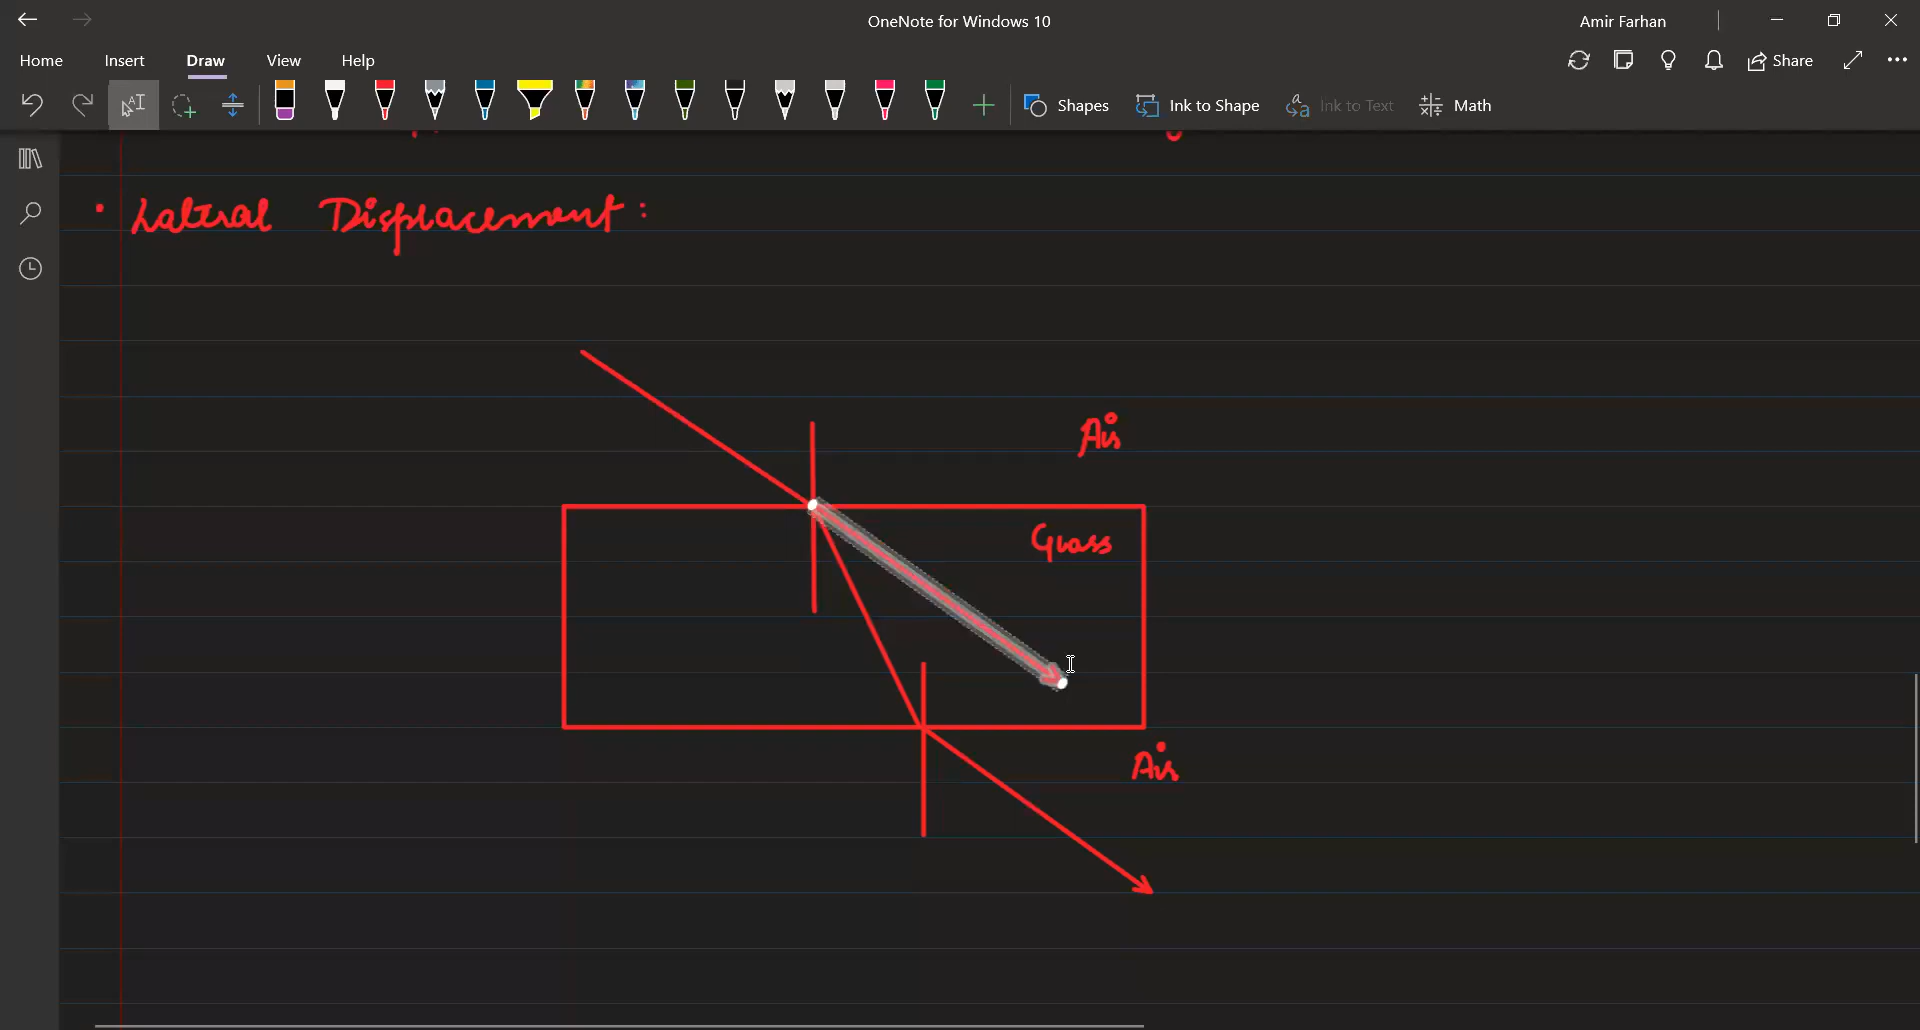 OneNote for Windows 10
Amir Farhan
Home Insert Draw View Help
Share
Shapes Ink to Shape Ink to Text Math
• Lateral Displacement :
Air
Glass
Air